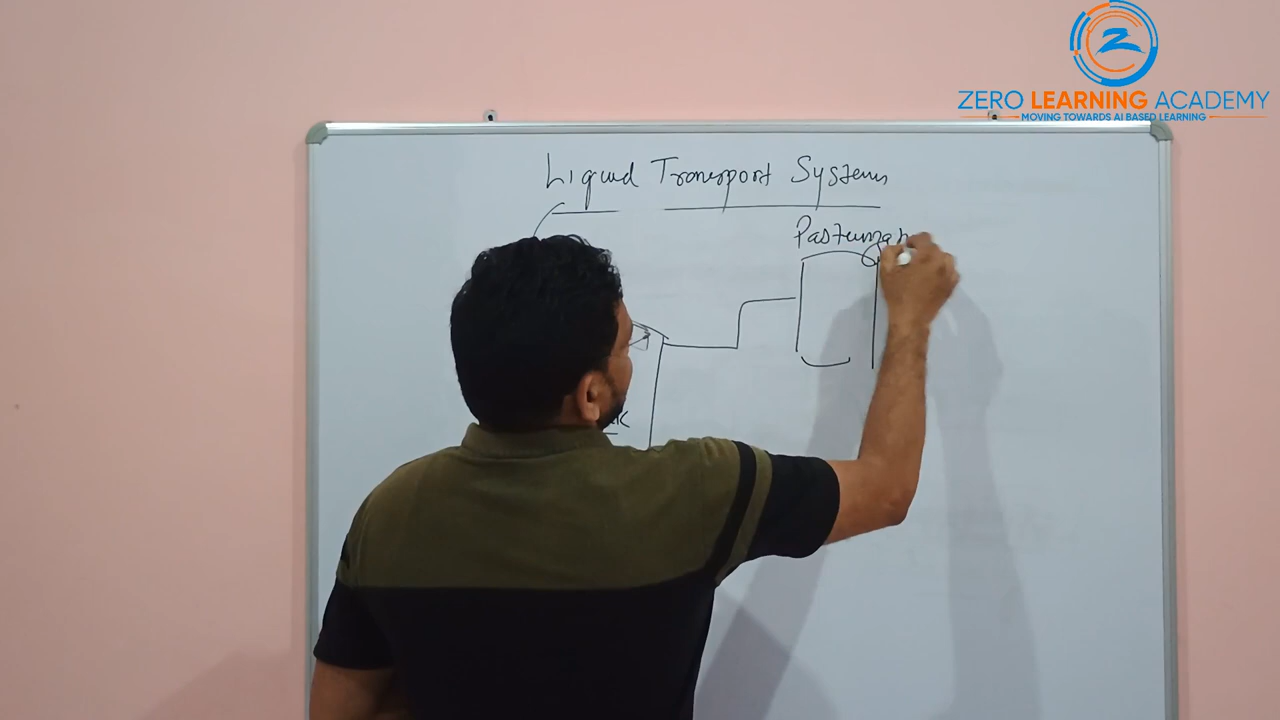 ZERO LEARNING ACADEMY
MOVING TOWARDS AI BASED LEARNING
Liquid Transport Systems